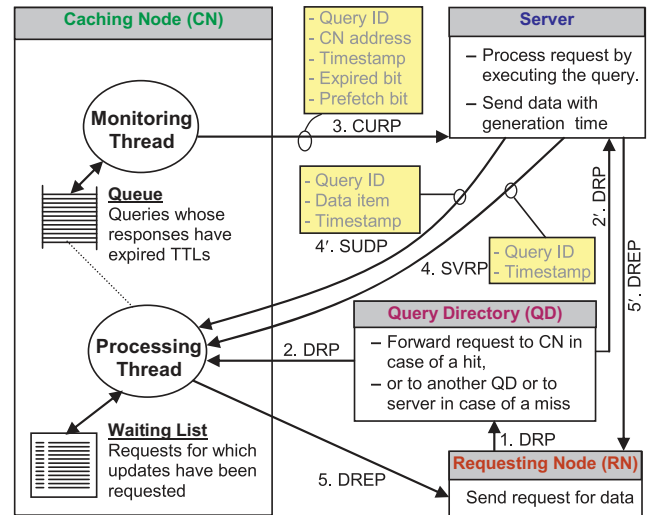 Caching Node (CN)
Monitoring
Thread
Queue
Queries whose
responses have
expired TTLs
Processing
Thread
Waiting List
Requests for which
updates have been
requested
- Query ID
- CN address
- Timestamp
- Expired bit
- Prefetch bit
3. CURP
Server
– Process request by
executing the query.
– Send data with
generation time
- Query ID
- Data item
- Timestamp
4′. SUDP
4. SVRP
- Query ID
- Timestamp
2′. DRP
5′. DREP
Query Directory (QD)
– Forward request to CN in
case of a hit,
– or to another QD or to
server in case of a miss
2. DRP
1. DRP
5. DREP
Requesting Node (RN)
Send request for data